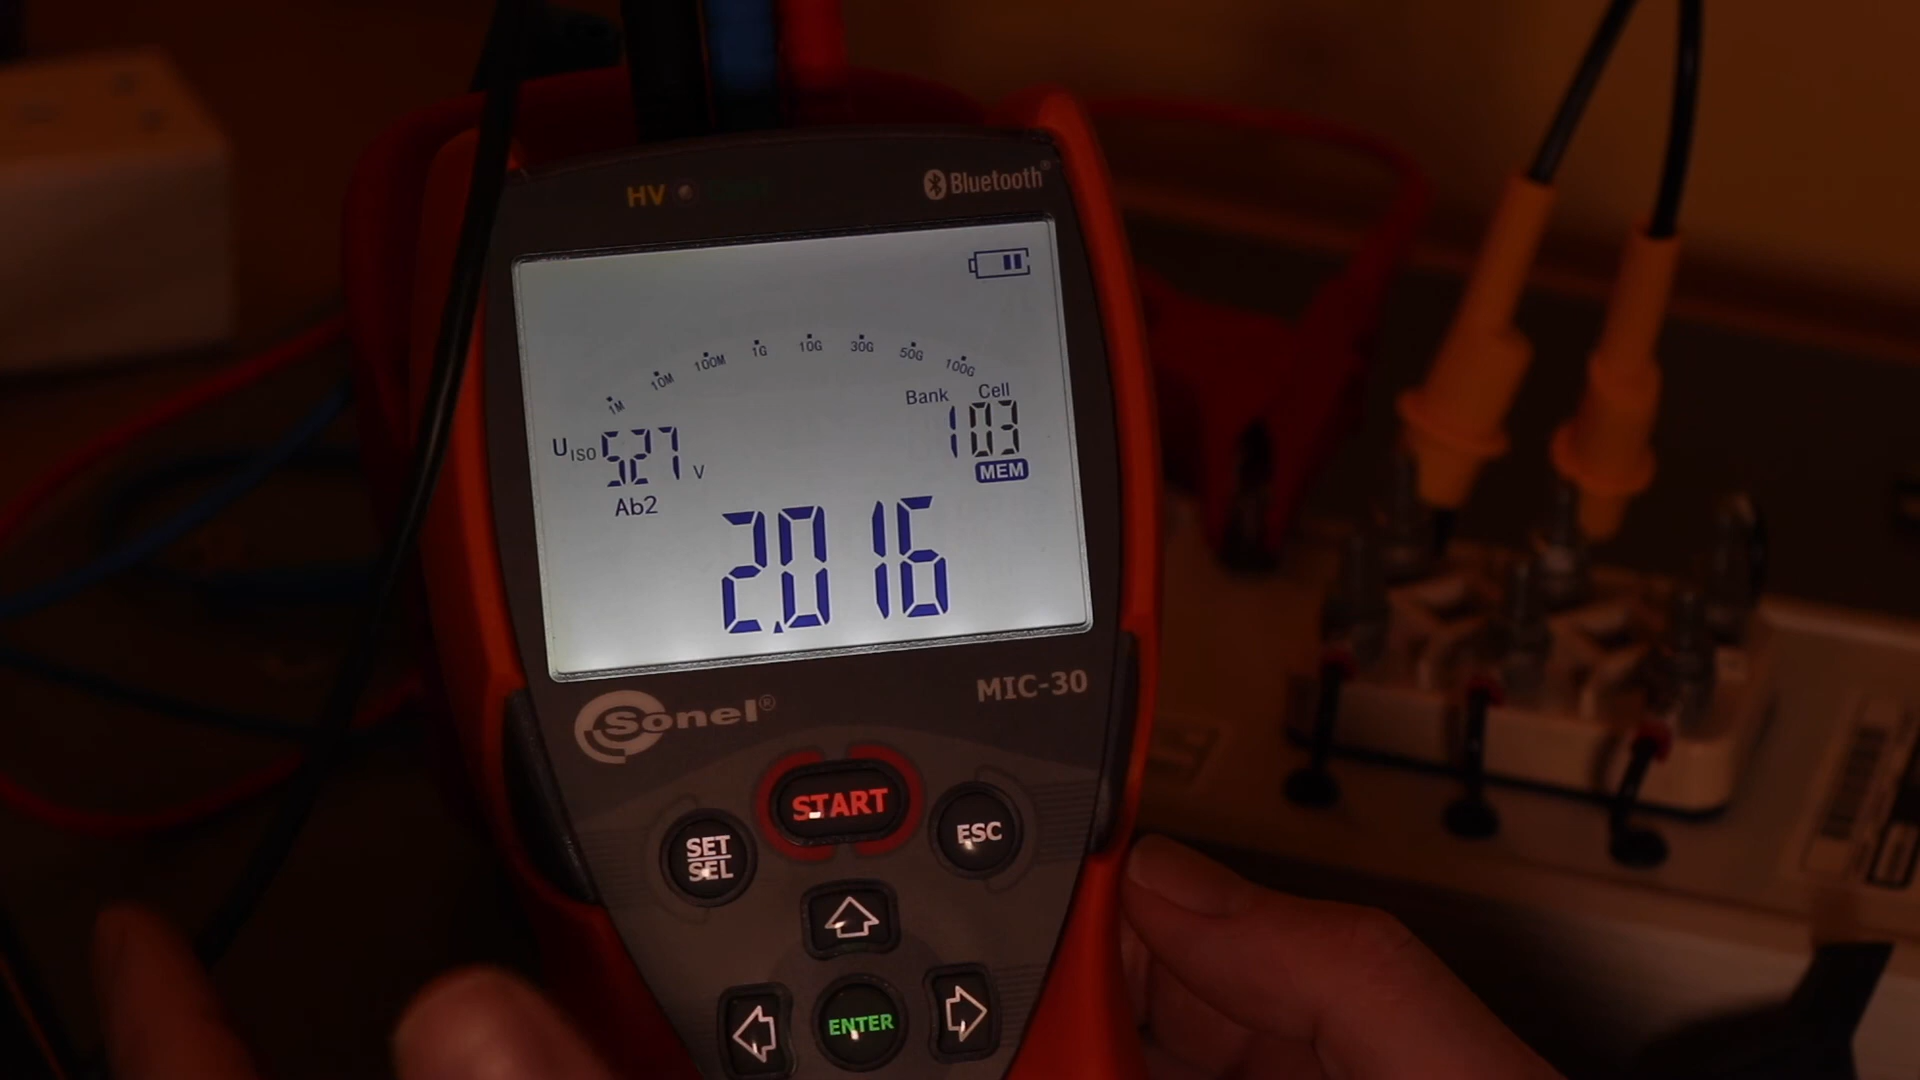 HV
Bluetooth®
1M 10M 100M 1G 10G 30G 50G 100G
Bank Cell
UISO 527 V
103
MEM
Ab2
2.016
Sonel®
MIC-30
START
SET
SEL
ESC
ENTER